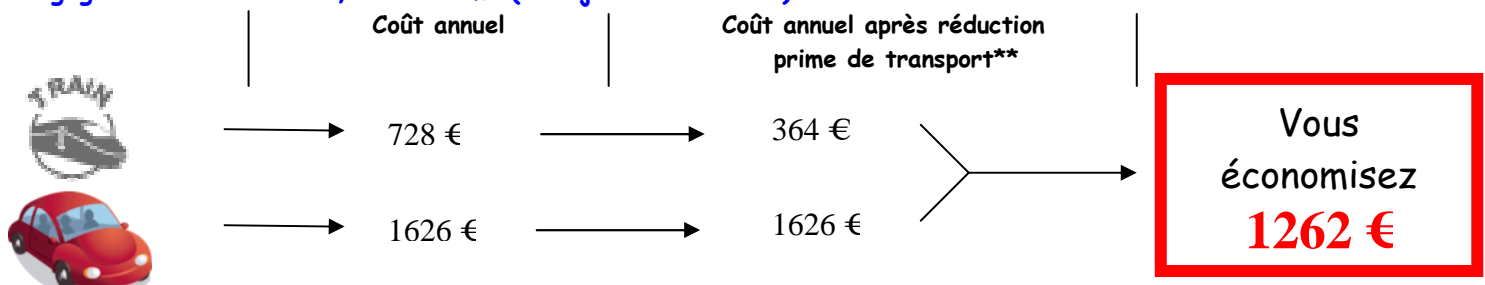 Coût annuel
Coût annuel après réduction
prime de transport**
TRAIN
728 €
364 €
1626 €
1626 €
Vous
économisez
1262 €